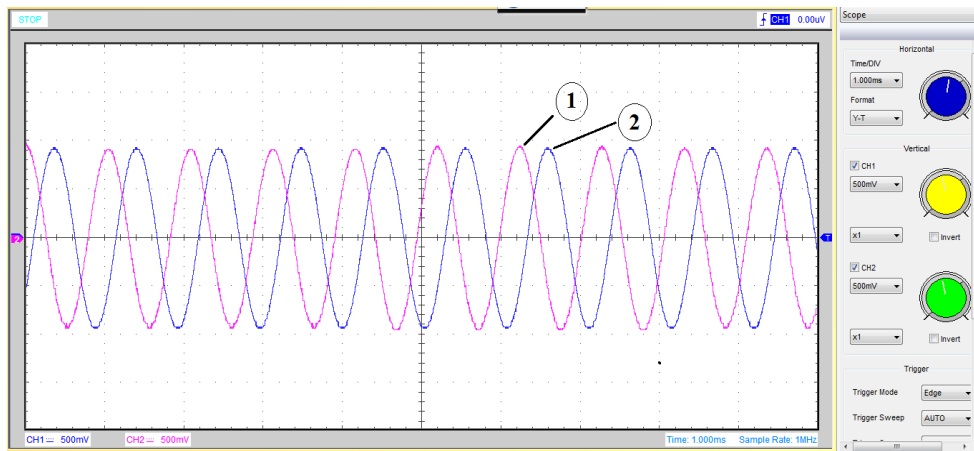 STOP
CH1 0.00uV
Scope
Horizontal
Time/DIV
1.000ms
Format
Y-T
1
2
Vertical
CH1
500mV
x1
Invert
CH2
500mV
x1
Invert
Trigger
Trigger Mode
Edge
Trigger Sweep
AUTO
2
T
CH1 500mV
CH2 500mV
Time: 1.000ms
Sample Rate: 1MHz